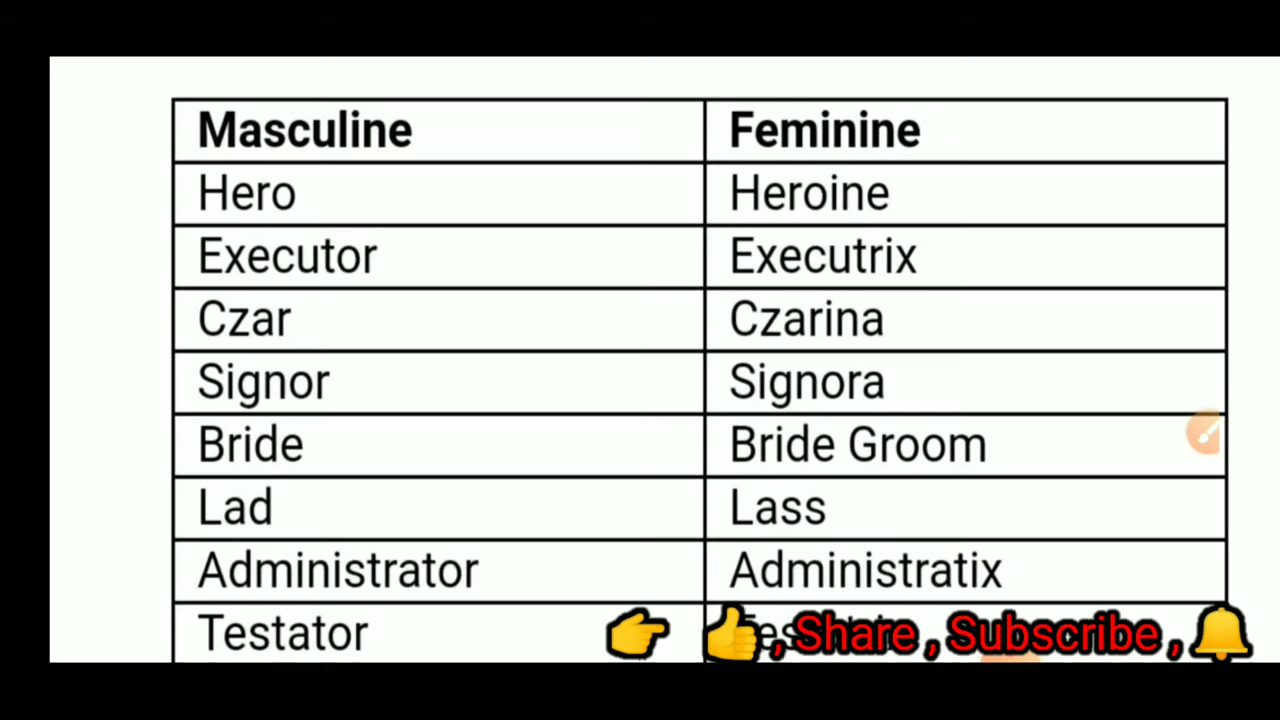 Masculine Feminine
Hero Heroine
Executor Executrix
Czar Czarina
Signor Signora
Bride Bride Groom
Lad Lass
Administrator Administratix
Testator
, Share , Subscribe ,